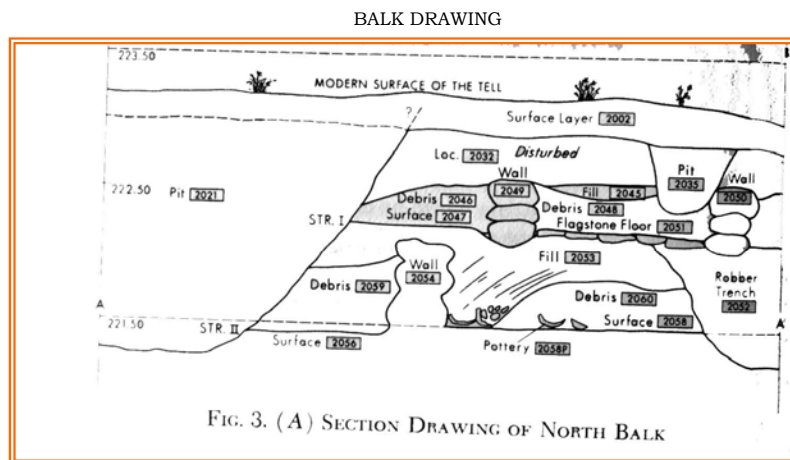 BALK DRAWING
223.50
MODERN SURFACE OF THE TELL
?
Surface Layer 2002
Loc. 2032 Disturbed
Pit 2021
222.50
Wall
2049
Pit
2035
Wall
2050
Debris 2046
Fill 2045
Surface 2047
Debris 2048
STR. I
Flagstone Floor 2051
Wall
2054
Fill 2053
Debris 2059
Debris 2060
Robber
Trench
2052
A
A'
221.50
STR. II
Surface 2058
Surface 2056
Pottery 2058P
FIG. 3. (A) SECTION DRAWING OF NORTH BALK